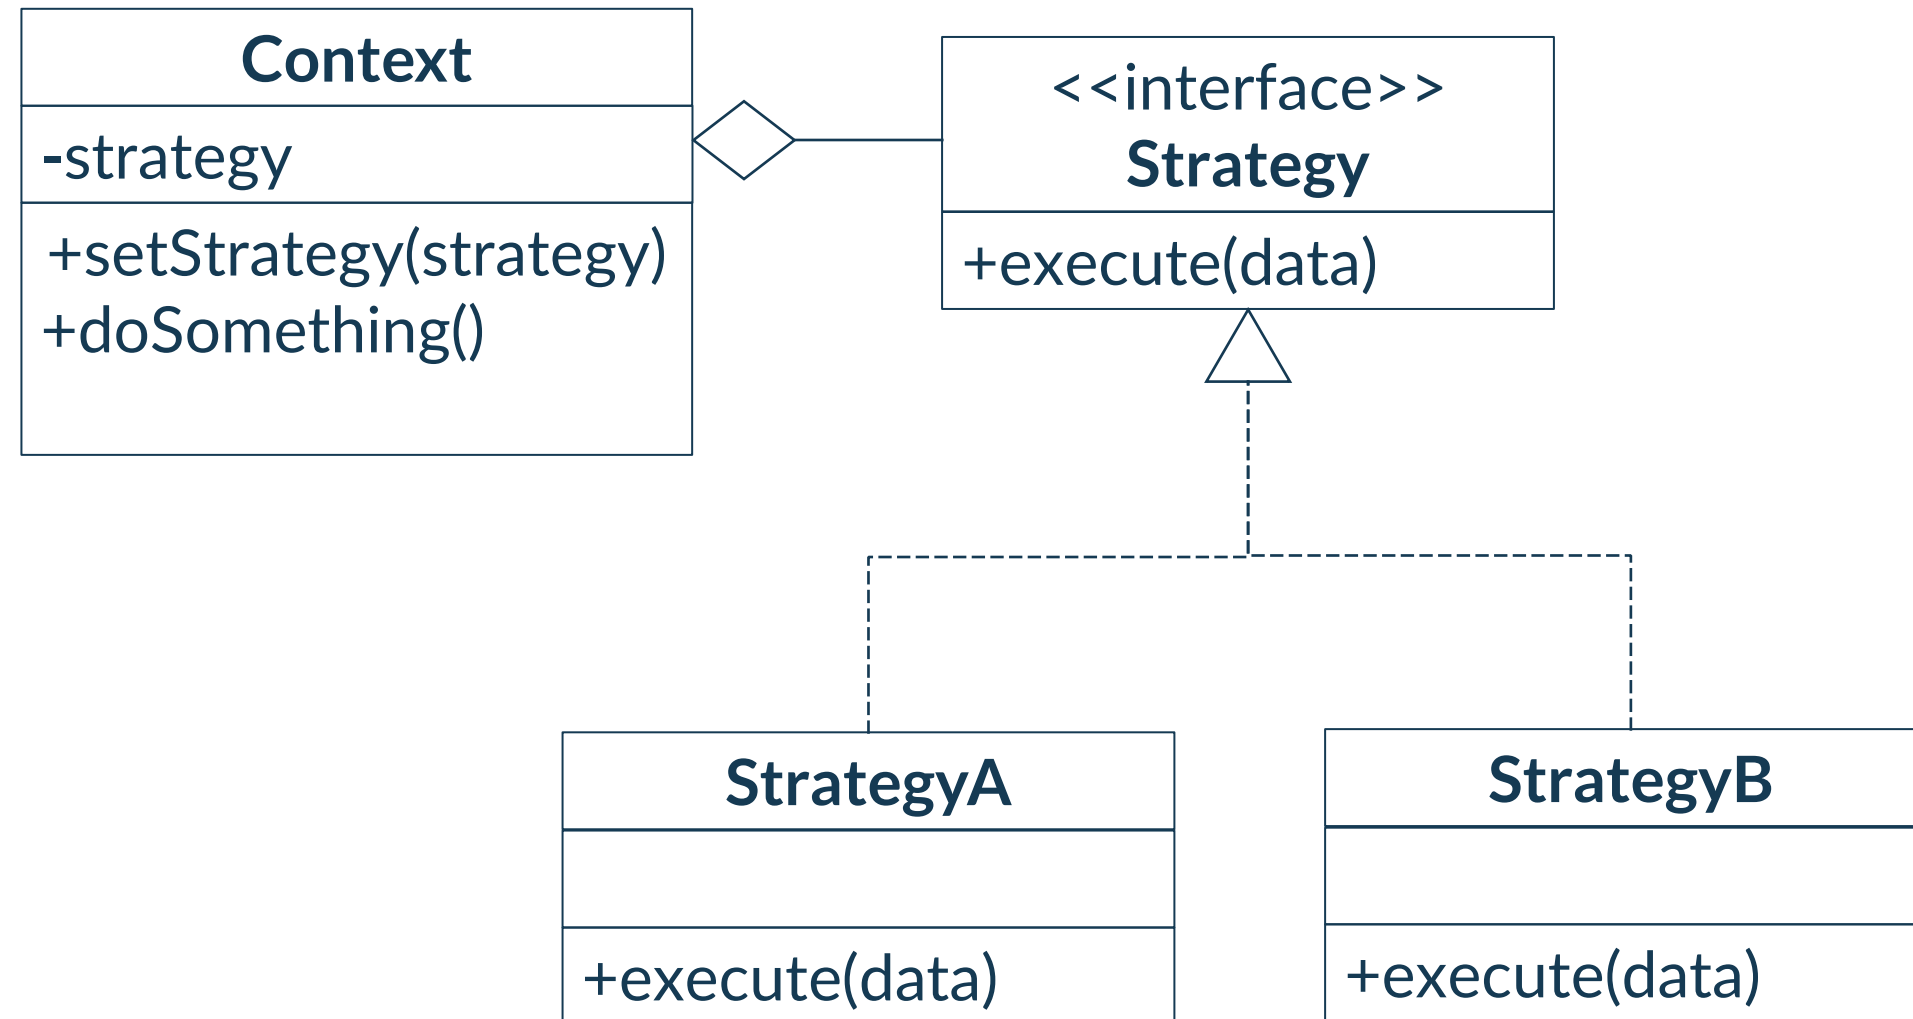 Context
-strategy
+setStrategy(strategy)
+doSomething()
<<interface>>
Strategy
+execute(data)
StrategyA
+execute(data)
StrategyB
+execute(data)